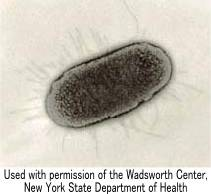 Used with permission of the Wadsworth Center,
New York State Department of Health